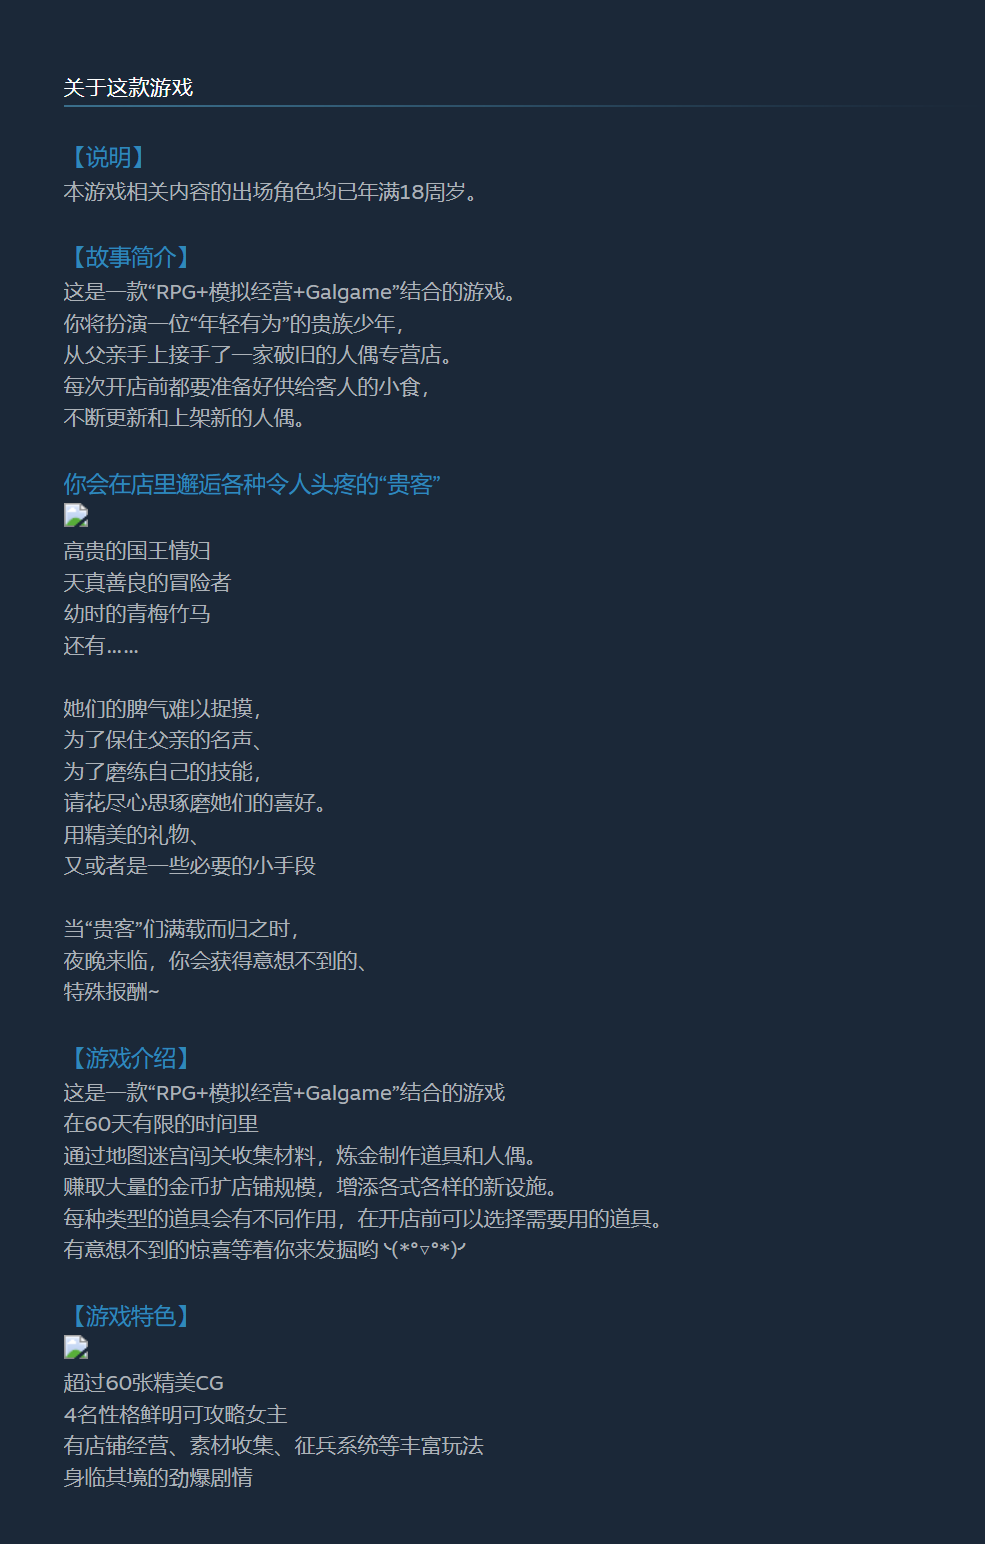 关于这款游戏
【说明】
本游戏相关内容的出场角色均已年满18周岁。
【故事简介】
这是一款“RPG+模拟经营+Galgame”结合的游戏。
你将扮演一位“年轻有为”的贵族少年，
从父亲手上接手了一家破旧的人偶专营店。
每次开店前都要准备好供给客人的小食，
不断更新和上架新的人偶。
你会在店里邂逅各种令人头疼的“贵客”
高贵的国王情妇
天真善良的冒险者
幼时的青梅竹马
还有……
她们的脾气难以捉摸，
为了保住父亲的名声、
为了磨练自己的技能，
请花尽心思琢磨她们的喜好。
用精美的礼物、
又或者是一些必要的小手段
当“贵客”们满载而归之时，
夜晚来临，你会获得意想不到的、
特殊报酬~
【游戏介绍】
这是一款“RPG+模拟经营+Galgame”结合的游戏
在60天有限的时间里
通过地图迷宫闯关收集材料，炼金制作道具和人偶。
赚取大量的金币扩店铺规模，增添各式各样的新设施。
每种类型的道具会有不同作用，在开店前可以选择需要用的道具。
有意想不到的惊喜等着你来发掘哟 ヽ(*°▽°*)ﾉ
【游戏特色】
超过60张精美CG
4名性格鲜明可攻略女主
有店铺经营、素材收集、征兵系统等丰富玩法
身临其境的劲爆剧情